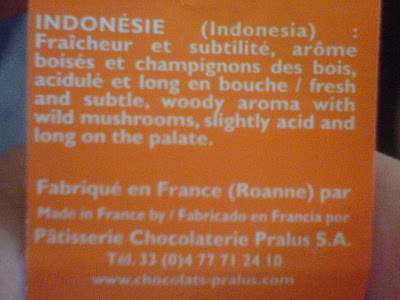 INDONÉSIE (Indonesia) :
Fraîcheur et subtilité, arôme
boisés et champignons des bois,
acidulé et long en bouche / fresh
and subtle, woody aroma with
wild mushrooms, slightly acid and
long on the palate.
Fabriqué en France (Roanne) par
Made in France by / Fabricado en Francia por
Pâtisserie Chocolaterie Pralus S.A.
Tél. 33 (0)4 77 71 24 10
www.chocolats-pralus.com